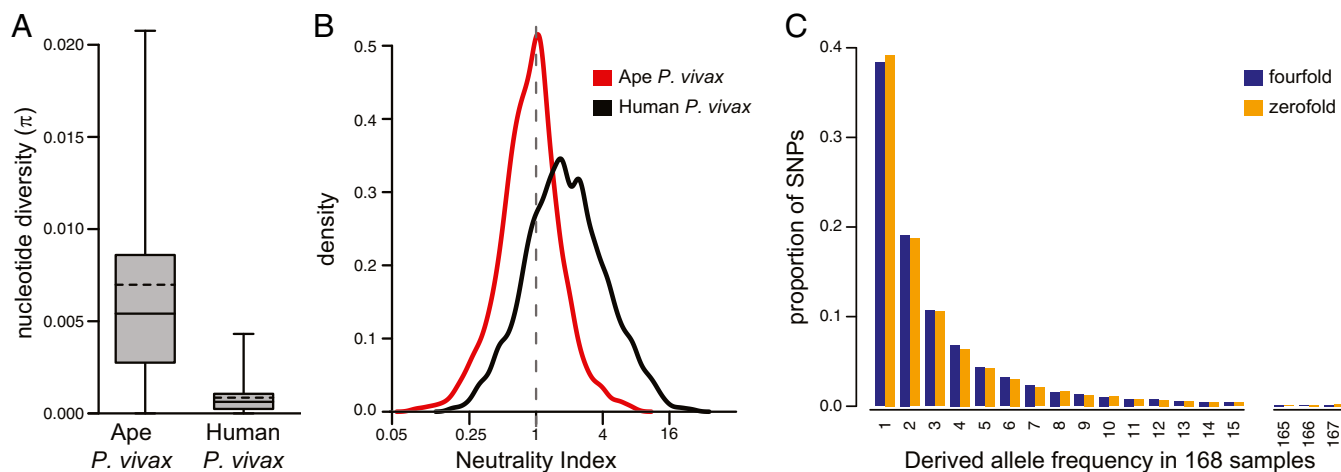 A
nucleotide diversity (π)
0.020
0.015
0.010
0.005
0.000
Ape
P. vivax
Human
P. vivax
B
density
0.5
0.4
0.3
0.2
0.1
0.0
Ape P. vivax
Human P. vivax
0.05
0.25
1
4
16
Neutrality Index
C
proportion of SNPs
0.4
0.3
0.2
0.1
0.0
fourfold
zerofold
1
2
3
4
5
6
7
8
9
10
11
12
13
14
15
165
166
167
Derived allele frequency in 168 samples